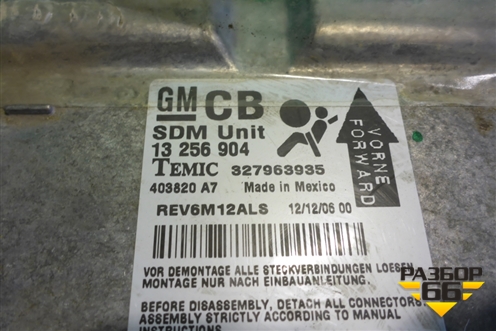 GM CB
SDM Unit
13 256 904
TEMIC 327963935
403820 A7 Made in Mexico
REV6M12ALS 12/12/06 00
VORNE
FORWARD
VOR DEMONTAGE ALLE STECKVERBINDUNGEN LOESEN
MONTAGE NUR NACH EINBAUANLEITUNG.
BEFORE DISASSEMBLY, DETACH ALL CONNECTORS.
ASSEMBLY STRICTLY ACCORDING TO MANUAL
INSTRUCTIONS
РАЗБОР
66